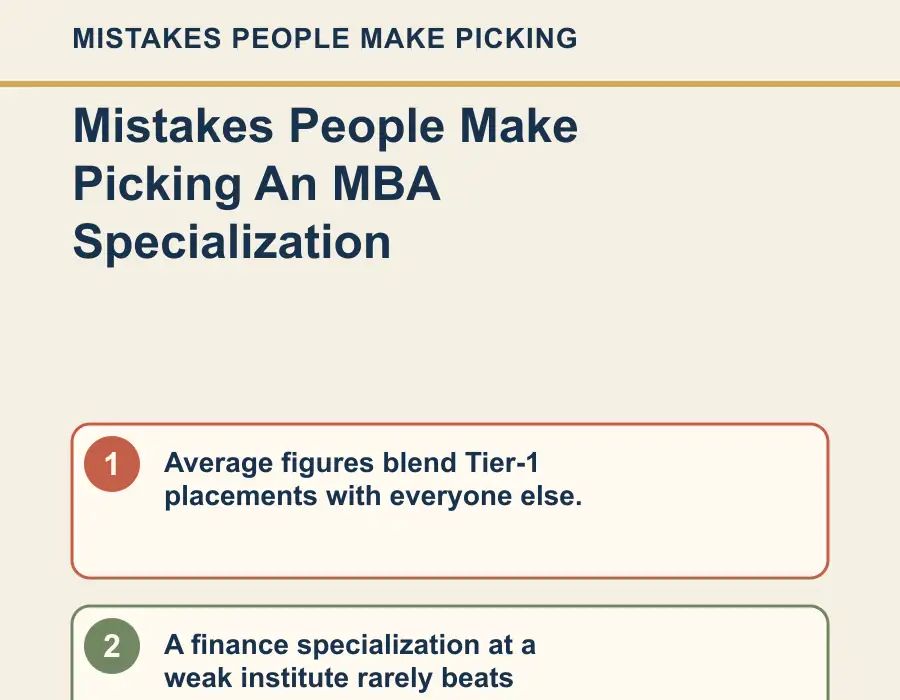 MISTAKES PEOPLE MAKE PICKING
Mistakes People Make
Picking An MBA
Specialization
1
Average figures blend Tier-1
placements with everyone else.
2
A finance specialization at a
weak institute rarely beats